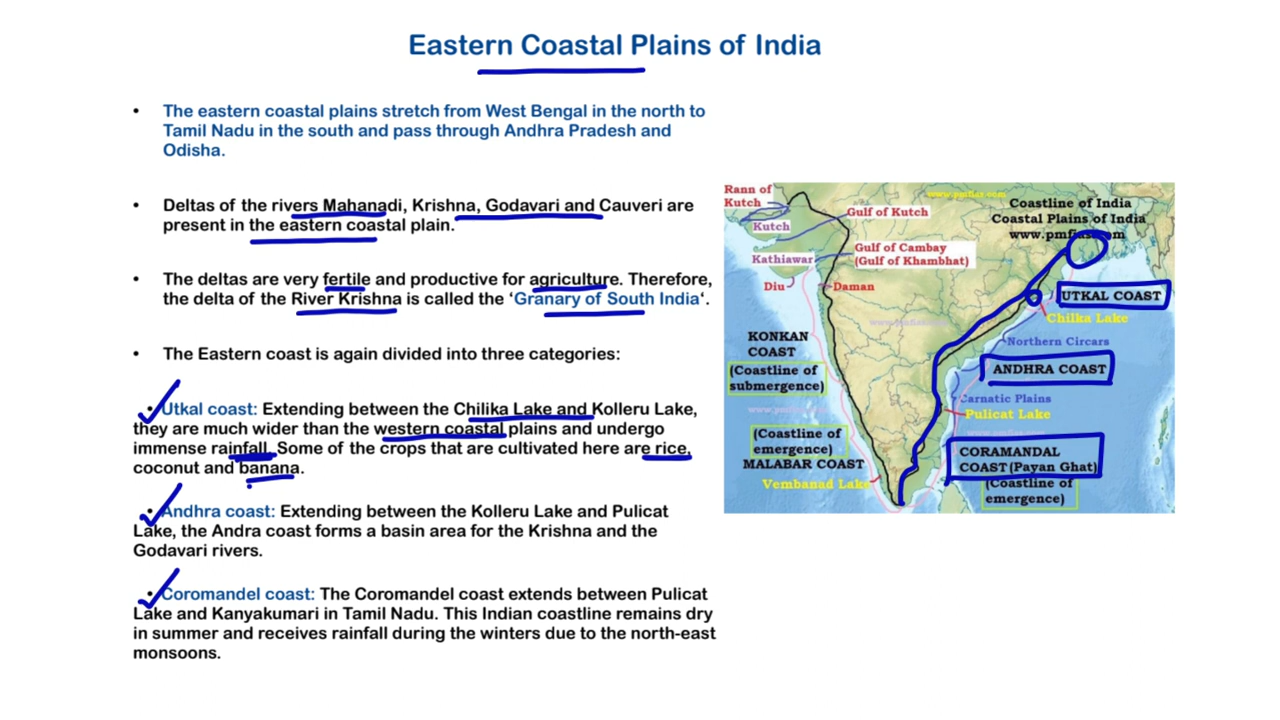 Eastern Coastal Plains of India
• The eastern coastal plains stretch from West Bengal in the north to
Tamil Nadu in the south and pass through Andhra Pradesh and
Odisha.
• Deltas of the rivers Mahanadi, Krishna, Godavari and Cauveri are
present in the eastern coastal plain.
• The deltas are very fertile and productive for agriculture. Therefore,
the delta of the River Krishna is called the ‘Granary of South India‘.
• The Eastern coast is again divided into three categories:
• Utkal coast: Extending between the Chilika Lake and Kolleru Lake,
they are much wider than the western coastal plains and undergo
immense rainfall. Some of the crops that are cultivated here are rice,
coconut and banana.
• Andhra coast: Extending between the Kolleru Lake and Pulicat
Lake, the Andra coast forms a basin area for the Krishna and the
Godavari rivers.
• Coromandel coast: The Coromandel coast extends between Pulicat
Lake and Kanyakumari in Tamil Nadu. This Indian coastline remains dry
in summer and receives rainfall during the winters due to the north-east
monsoons.
Rann of
Kutch
www.pmfias.com
Coastline of India
Coastal Plains of India
www.pmfias.com
Gulf of Kutch
Kutch
Gulf of Cambay
(Gulf of Khambhat)
Kathiawar
Diu
Daman
UTKAL COAST
Chilka Lake
www.pmfias.com
KONKAN
COAST
(Coastline of
submergence)
Northern Circars
ANDHRA COAST
Carnatic Plains
Pulicat Lake
(Coastline of
emergence)
MALABAR COAST
Vembanad Lake
CORAMANDAL
COAST (Payan Ghat)
(Coastline of
emergence)